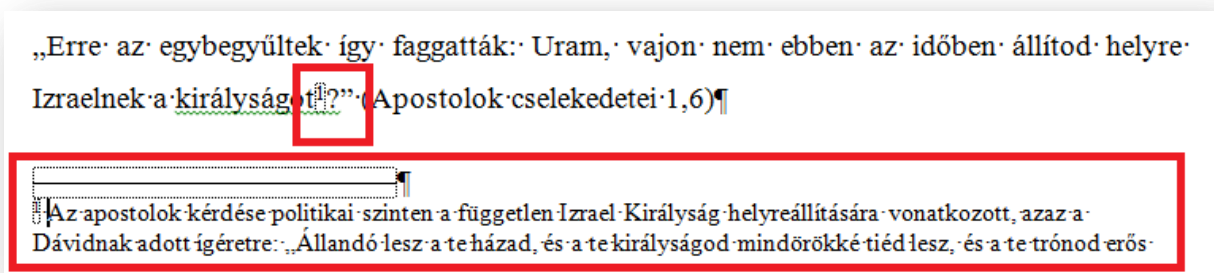 „Erre az egybegyűltek így faggatták: Uram, vajon nem ebben az időben állítod helyre
Izraelnek a királyságot¹?” (Apostolok cselekedetei 1,6)¶
¶
¹ Az apostolok kérdése politikai szinten a független Izrael Királyság helyreállítására vonatkozott, azaz a
Dávidnak adott ígéretre: „Állandó lesz a te házad, és a te királyságod mindörökké tiéd lesz, és a te trónod erős